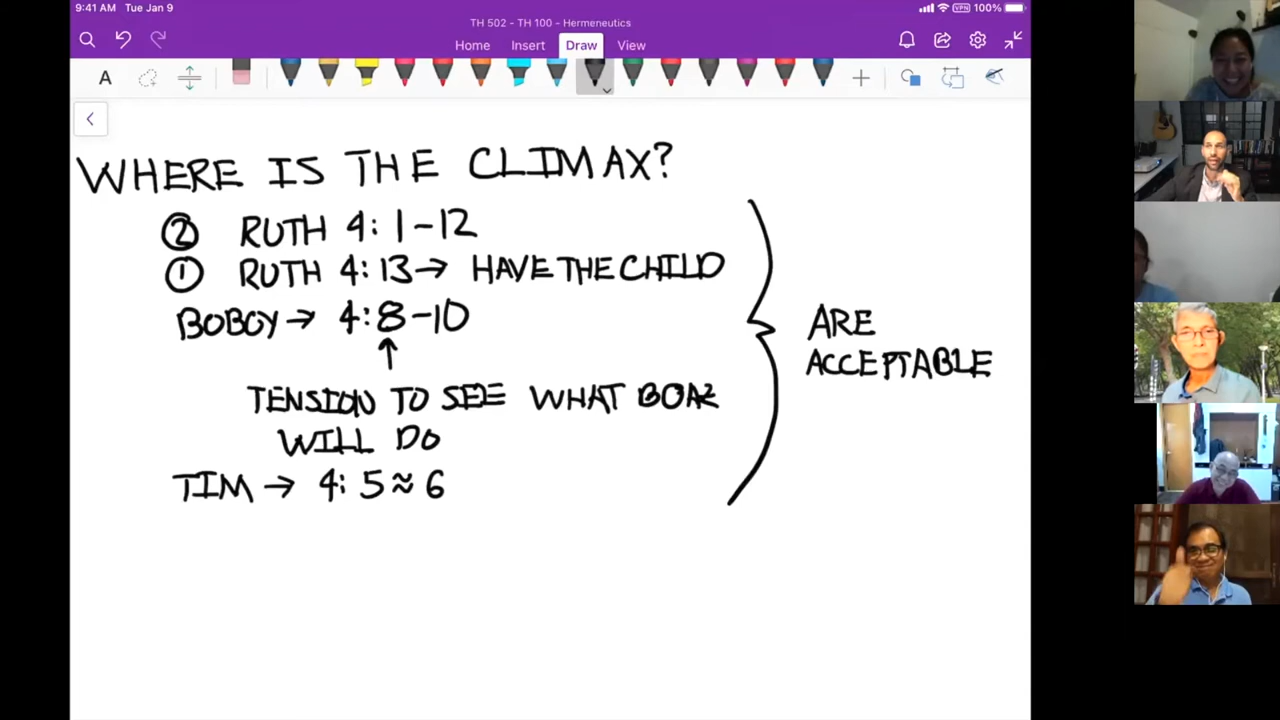 9:41 AM Tue Jan 9
VPN 100%
TH 502 - TH 100 - Hermeneutics
Home Insert Draw View
A
WHERE IS THE CLIMAX?
② RUTH 4: 1-12
① RUTH 4: 13→ HAVE THE CHILD
BOBOY→ 4:8-10
↑
TENSION TO SEE WHAT BOAZ
WILL DO
TIM→ 4: 5≈6
ARE
ACCEPTABLE